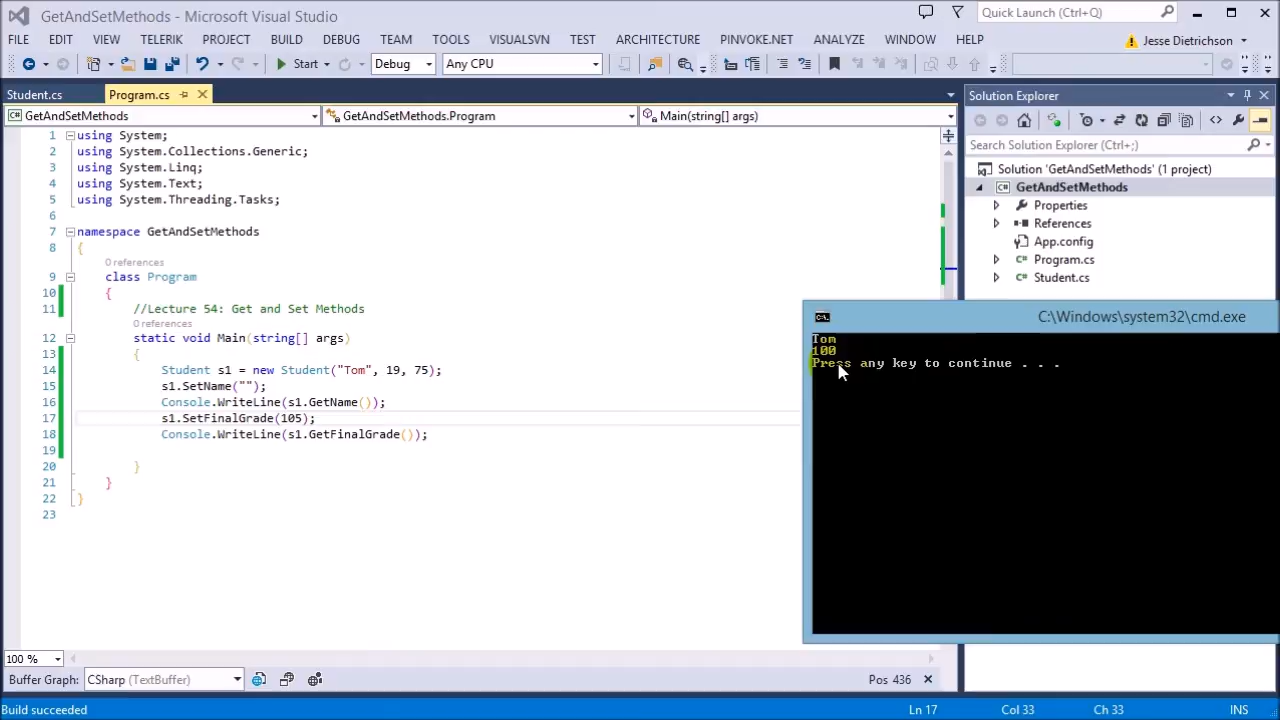 GetAndSetMethods - Microsoft Visual Studio
Quick Launch (Ctrl+Q)
FILE EDIT VIEW TELERIK PROJECT BUILD DEBUG TEAM TOOLS VISUALSVN TEST ARCHITECTURE PINVOKE.NET ANALYZE WINDOW HELP
Jesse Dietrichson
Start Debug Any CPU
Student.cs Program.cs
Solution Explorer
GetAndSetMethods GetAndSetMethods.Program Main(string[] args)
Search Solution Explorer (Ctrl+;)
Solution 'GetAndSetMethods' (1 project)
GetAndSetMethods
Properties
References
App.config
Program.cs
Student.cs
1 using System;
2 using System.Collections.Generic;
3 using System.Linq;
4 using System.Text;
5 using System.Threading.Tasks;
6
7 namespace GetAndSetMethods
8 {
0 references
9 class Program
10 {
11 //Lecture 54: Get and Set Methods
0 references
12 static void Main(string[] args)
13 {
14 Student s1 = new Student("Tom", 19, 75);
15 s1.SetName("");
16 Console.WriteLine(s1.GetName());
17 s1.SetFinalGrade(105);
18 Console.WriteLine(s1.GetFinalGrade());
19
20 }
21 }
22 }
23
C:\Windows\system32\cmd.exe
Tom
100
Press any key to continue . . .
100 %
Buffer Graph: CSharp (TextBuffer) Pos 436
Build succeeded Ln 17 Col 33 Ch 33 INS